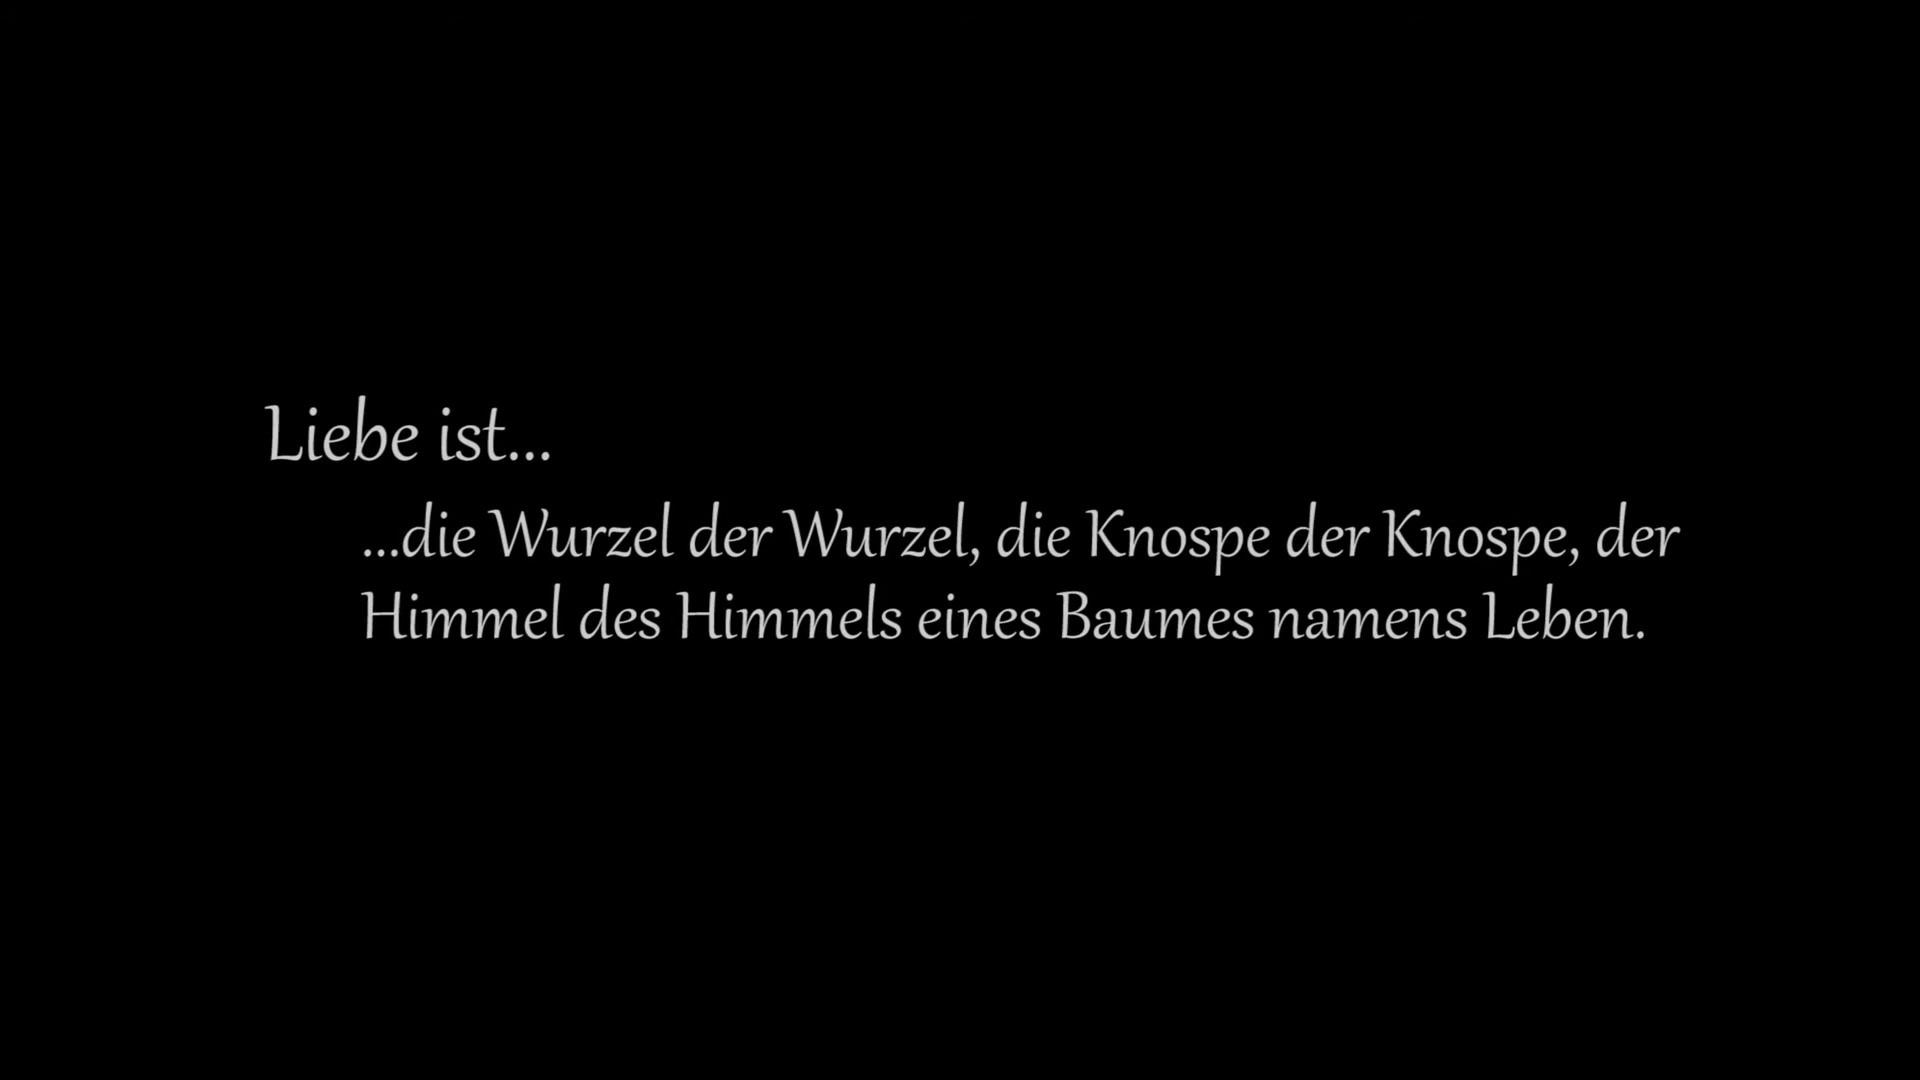 Liebe ist...
...die Wurzel der Wurzel, die Knospe der Knospe, der
Himmel des Himmels eines Baumes namens Leben.